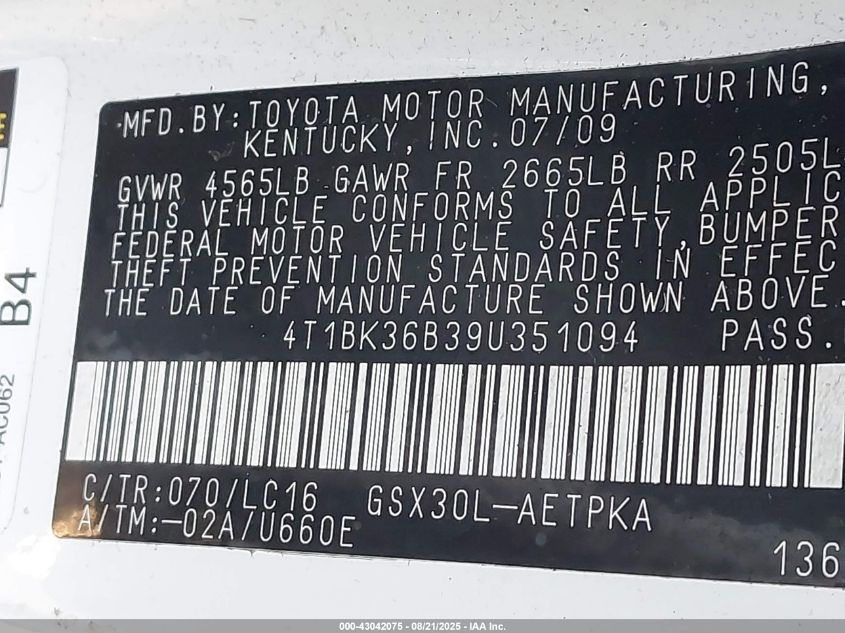 MFD.BY: TOYOTA MOTOR MANUFACTURING,
KENTUCKY, INC. 07/09
GVWR 4565LB GAWR FR 2665LB RR 2505L
THIS VEHICLE CONFORMS TO ALL APPLIC
FEDERAL MOTOR VEHICLE SAFETY, BUMPER
THEFT PREVENTION STANDARDS IN EFFEC
THE DATE OF MANUFACTURE SHOWN ABOVE.
4T1BK36B39U351094 PASS.
C/TR:070/LC16 GSX30L-AETPKA
A/TM:-02A/U660E
136
B4
AC062
000-43042075 - 08/21/2025 - IAA Inc.